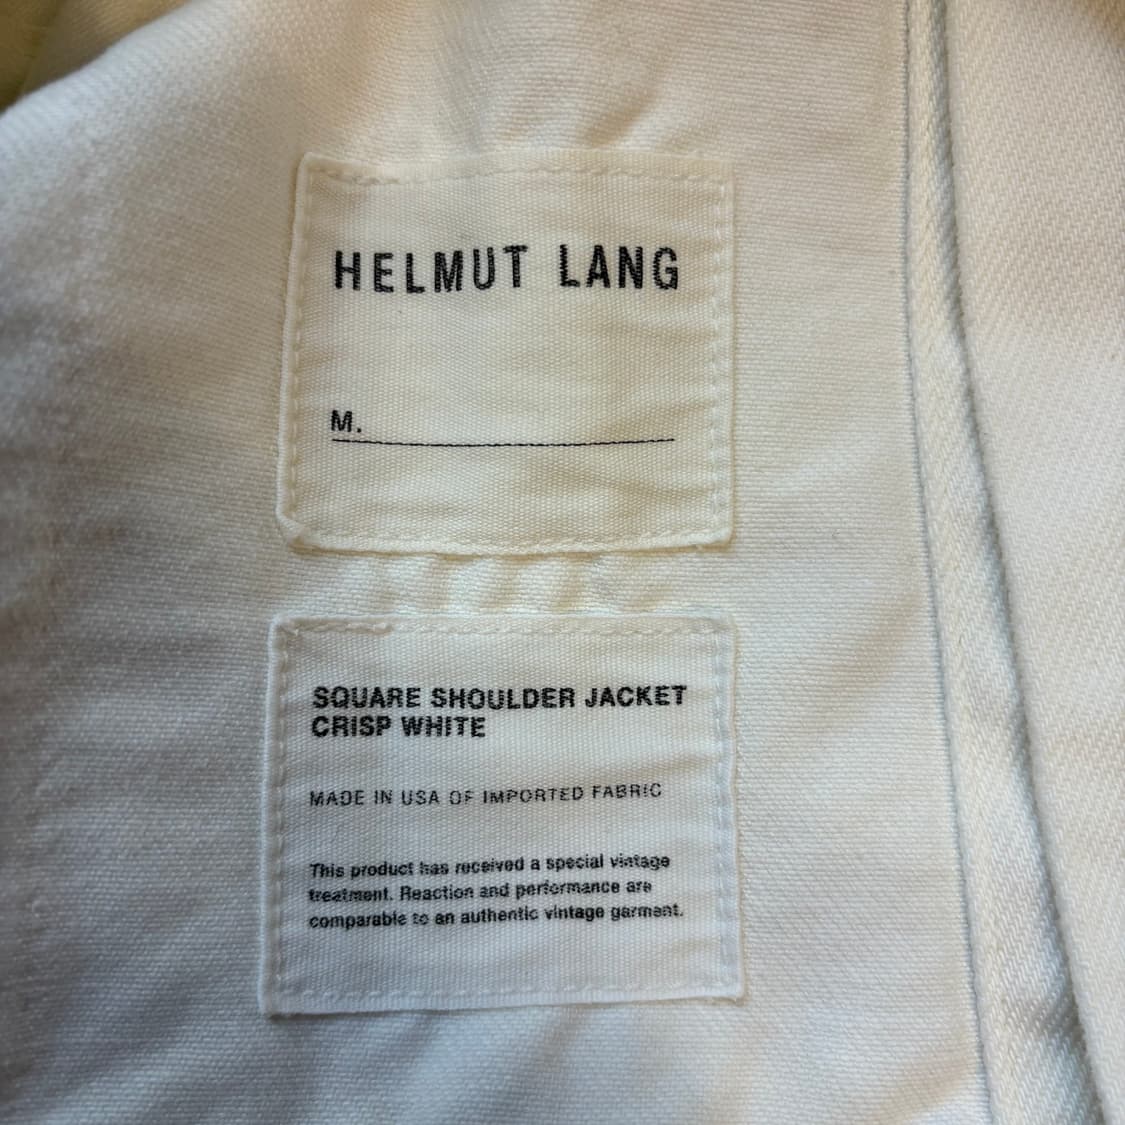 HELMUT LANG
M.
SQUARE SHOULDER JACKET
CRISP WHITE
MADE IN USA OF IMPORTED FABRIC
This product has received a special vintage
treatment. Reaction and performance are
comparable to an authentic vintage garment.